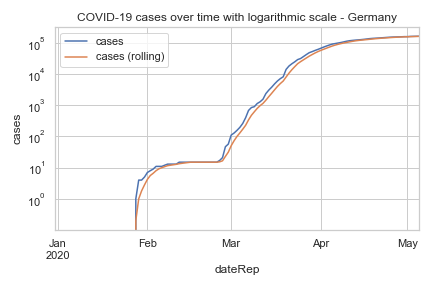 COVID-19 cases over time with logarithmic scale - Germany
cases
cases (rolling)
10^5
10^4
10^3
10^2
10^1
10^0
cases
Jan
2020
Feb
Mar
Apr
May
dateRep